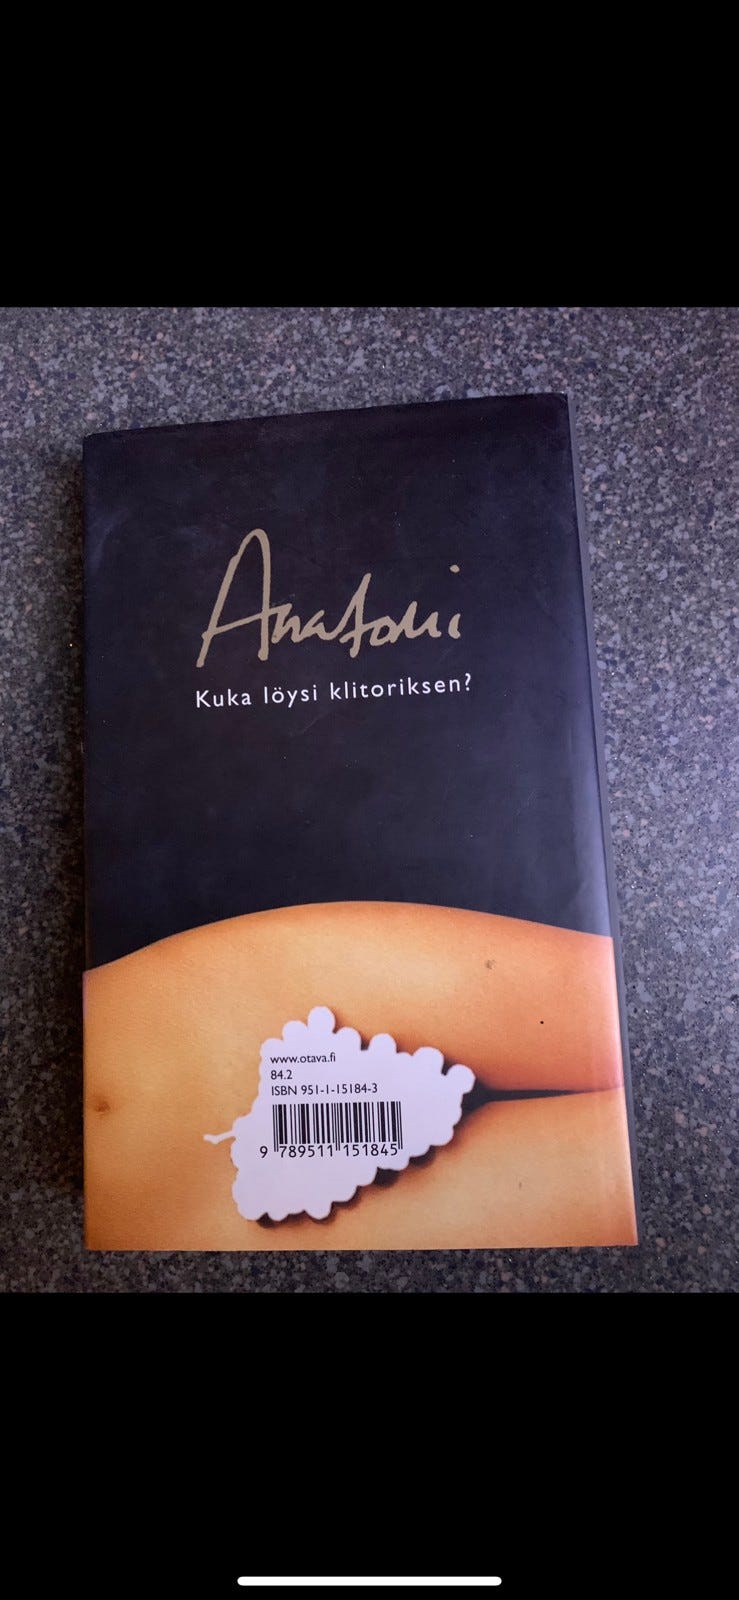 Anatomi
Kuka löysi klitoriksen?
www.otava.fi
84.2
ISBN 951-1-15184-3
9 789511 151845